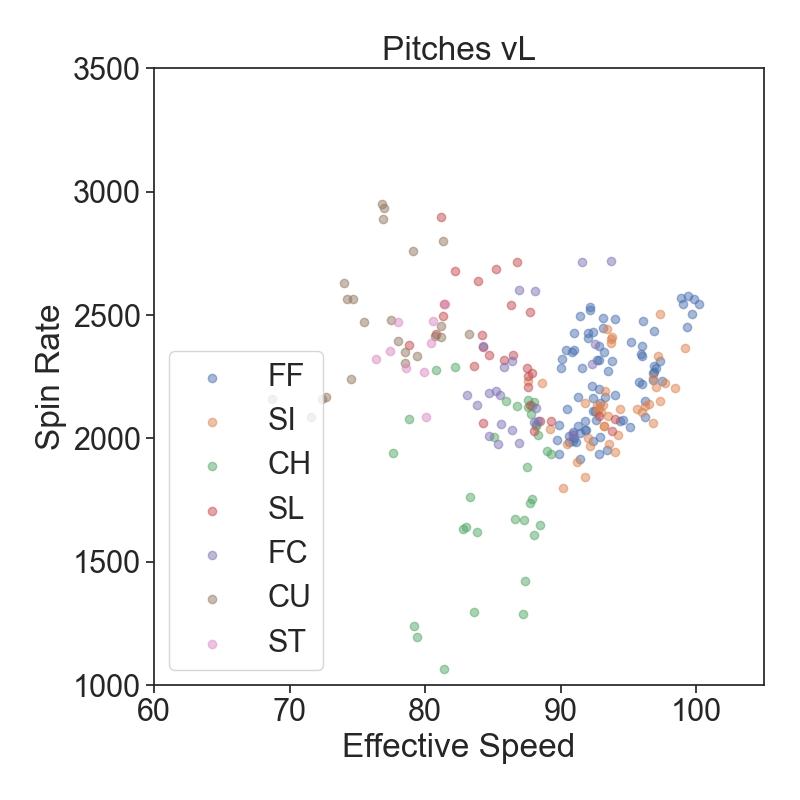 Pitches vL
3500
3000
2500
2000
1500
1000
Spin Rate
FF
SI
CH
SL
FC
CU
ST
60 70 80 90 100
Effective Speed